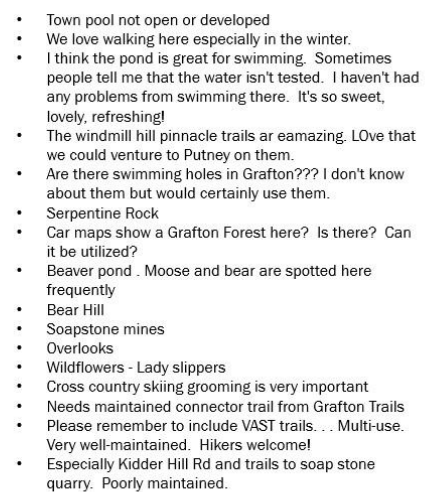 • Town pool not open or developed
• We love walking here especially in the winter.
• I think the pond is great for swimming.  Sometimes
people tell me that the water isn't tested.  I haven't had
any problems from swimming there.  It's so sweet,
lovely, refreshing!
• The windmill hill pinnacle trails ar eamazing. LOve that
we could venture to Putney on them.
• Are there swimming holes in Grafton??? I don't know
about them but would certainly use them.
• Serpentine Rock
• Car maps show a Grafton Forest here?  Is there?  Can
it be utilized?
• Beaver pond . Moose and bear are spotted here
frequently
• Bear Hill
• Soapstone mines
• Overlooks
• Wildflowers - Lady slippers
• Cross country skiing grooming is very important
• Needs maintained connector trail from Grafton Trails
• Please remember to include VAST trails. . . Multi-use.
Very well-maintained.  Hikers welcome!
• Especially Kidder Hill Rd and trails to soap stone
quarry.  Poorly maintained.